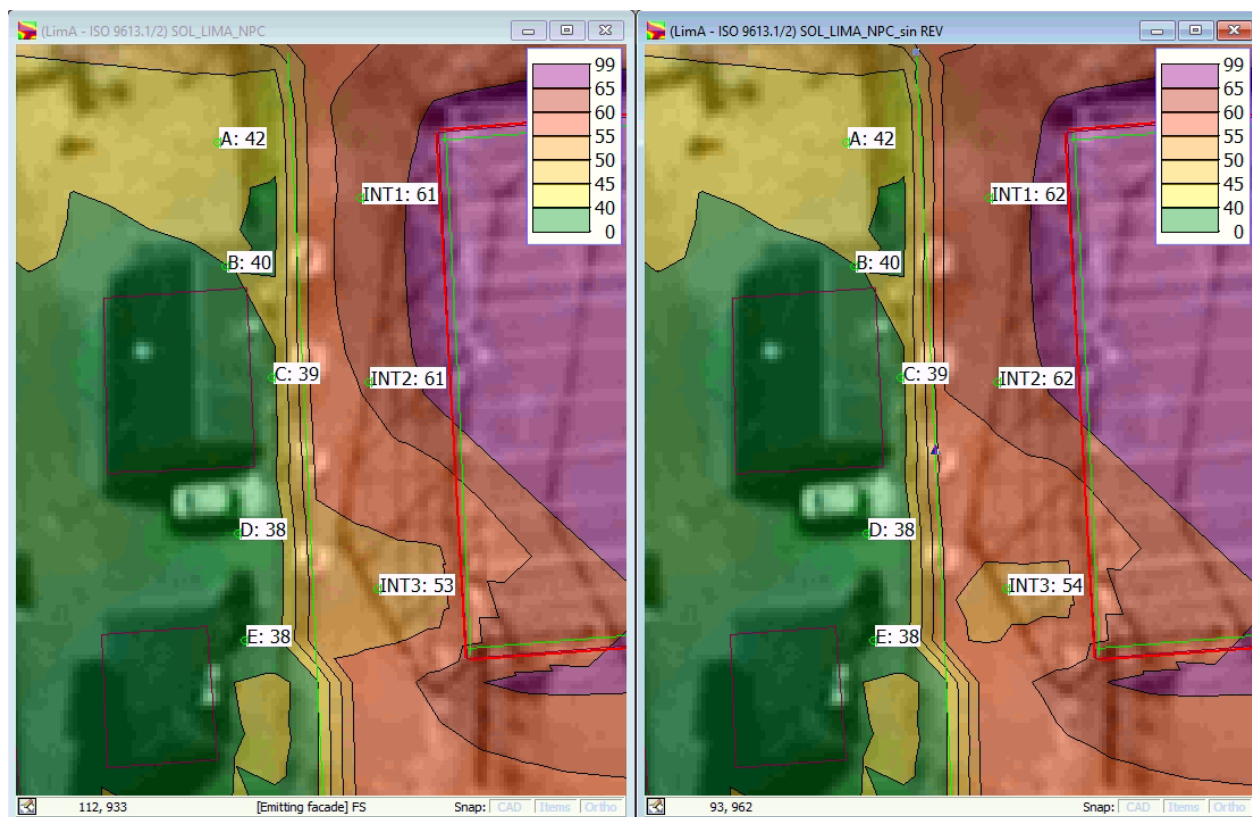 (LimA - ISO 9613.1/2) SOL_LIMA_NPC
99
65
60
55
50
45
40
0
A: 42
INT1: 61
B: 40
C: 39
INT2: 61
D: 38
INT3: 53
E: 38
112, 933 [Emitting facade] FS Snap: CAD Items Ortho
(LimA - ISO 9613.1/2) SOL_LIMA_NPC_sin REV
99
65
60
55
50
45
40
0
A: 42
INT1: 62
B: 40
C: 39
INT2: 62
D: 38
INT3: 54
E: 38
93, 962 Snap: CAD Items Ortho